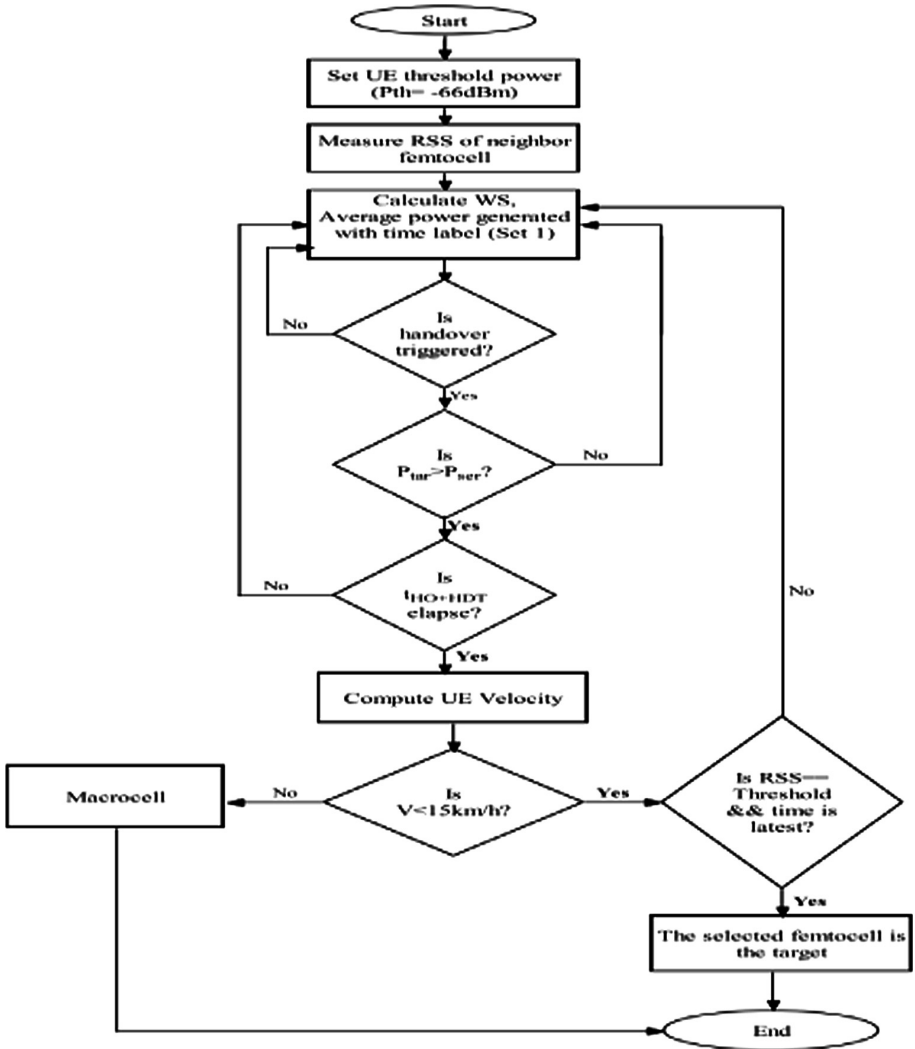 Start
Set UE threshold power
(Pth= -66dBm)
Measure RSS of neighbor
femtocell
Calculate WS,
Average power generated
with time label (Set 1)
Is
handover
triggered?
No
Yes
Is
Ptar>Pser?
No
Yes
Is
tHO+HDT
elapse?
No
Yes
Compute UE Velocity
Is
V<15km/h?
No
Yes
Macrocell
Is RSS==
Threshold
&& time is
latest?
No
Yes
The selected femtocell is
the target
End